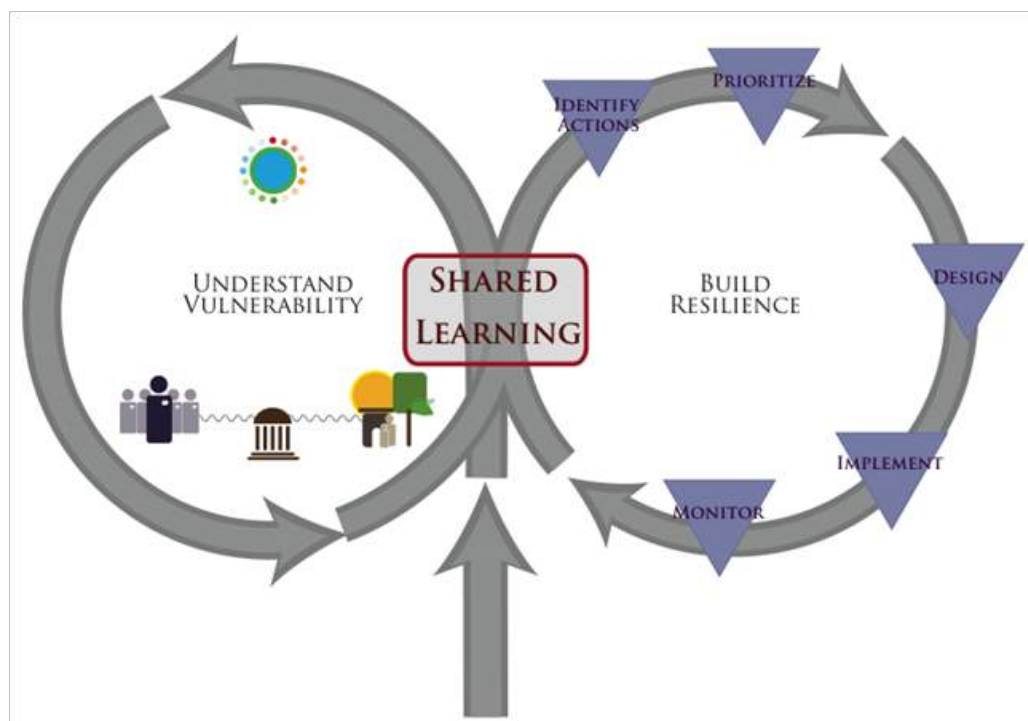 UNDERSTAND
VULNERABILITY
SHARED
LEARNING
BUILD
RESILIENCE
IDENTIFY
ACTIONS
PRIORITIZE
DESIGN
IMPLEMENT
MONITOR